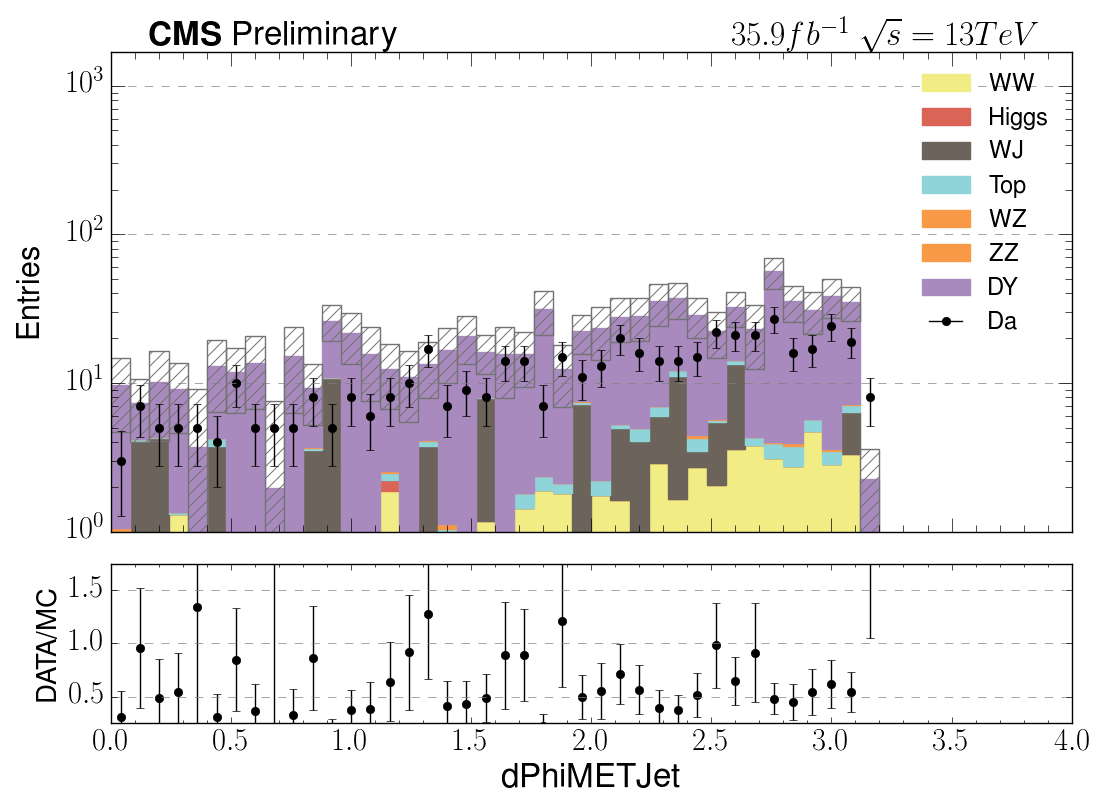 CMS Preliminary 35.9fb⁻¹ √s = 13TeV
10³
10²
10¹
10⁰
Entries
WW
Higgs
WJ
Top
WZ
ZZ
DY
Da
1.5
1.0
0.5
DATA/MC
0.0 0.5 1.0 1.5 2.0 2.5 3.0 3.5 4.0
dPhiMETJet